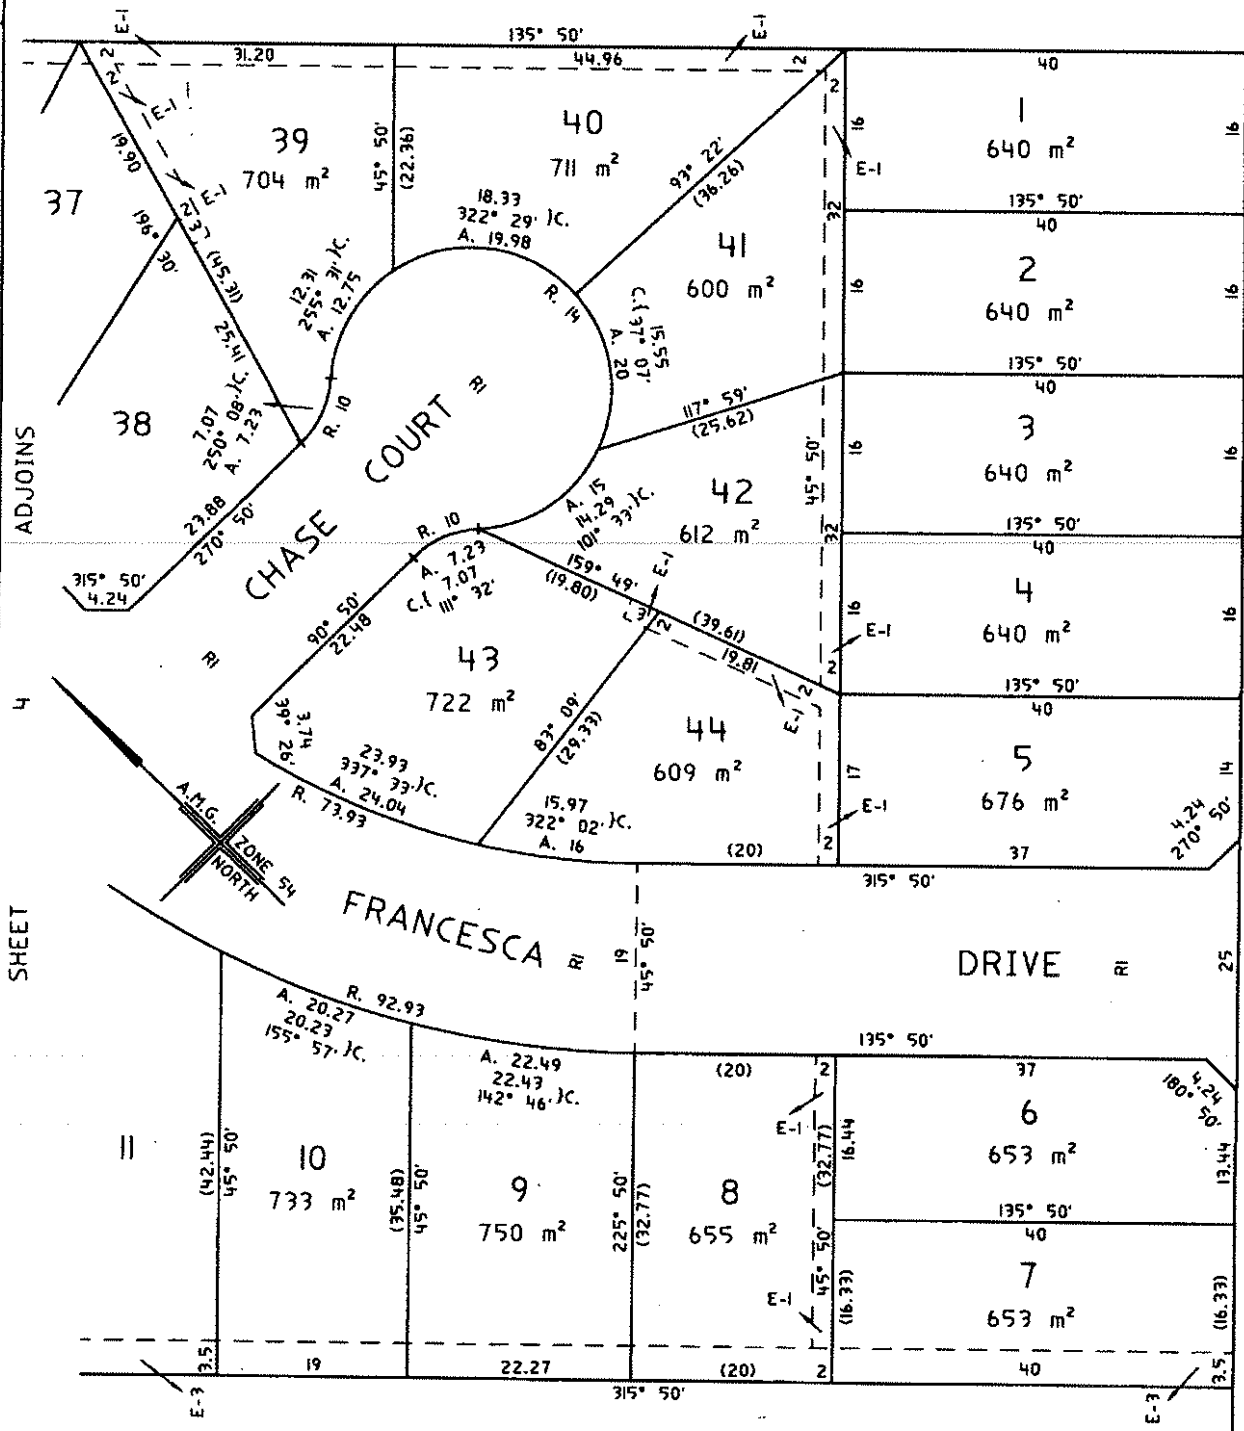 E-1
135° 50'
E-1
31.20
44.96
2
2
40
2
2
E-1
19.90
39
704 m²
45° 50'
(22.36)
40
711 m²
93° 22'
(36.26)
16
E-1
1
640 m²
16
37
196° 30'
E-1
2
3
(45.31)
25.41
18.33
322° 29' }C.
A. 19.98
12.31
255° 31' }C.
A. 12.75
R. 14
41
600 m²
C.{ 15.55
37° 07'
A. 20
32
135° 50'
40
2
640 m²
16
16
135° 50'
40
38
7.07
250° 08' }C.
A. 7.23
R. 10
RI
CHASE COURT
117° 59'
(25.62)
45° 50'
16
3
640 m²
16
ADJOINS
23.88
270° 50'
315° 50'
4.24
R. 10
A. 15
14.29
101° 33' }C.
42
612 m²
32
135° 50'
40
A. 7.23
C.{ 7.07
111° 32'
159° 49'
(19.80)
E-1
3
2
(39.61)
19.81
16
4
640 m²
16
E-1
2
2
E-1
135° 50'
40
RI
90° 50'
22.48
43
722 m²
83° 09'
(29.33)
44
609 m²
17
5
676 m²
14
4.24
270° 50'
4
3.74
39° 26'
23.93
337° 33' }C.
A. 24.04
R. 73.93
15.97
322° 02' }C.
A. 16
(20)
2
E-1
37
315° 50'
A.M.G. ZONE 54
NORTH
SHEET
FRANCESCA
RI
19
45° 50'
DRIVE
RI
25
R. 92.93
A. 20.27
20.23
155° 57' }C.
A. 22.49
22.43
142° 46' }C.
135° 50'
(20)
2
37
4.24
180° 50'
E-1
11
(42.44)
45° 50'
10
733 m²
(35.48)
45° 50'
9
750 m²
225° 50'
(32.77)
8
655 m²
(32.77)
45° 50'
16.44
6
653 m²
13.44
135° 50'
40
E-1
(16.33)
7
653 m²
(16.33)
3.5
19
22.27
(20)
2
40
3.5
315° 50'
E-3
E-3